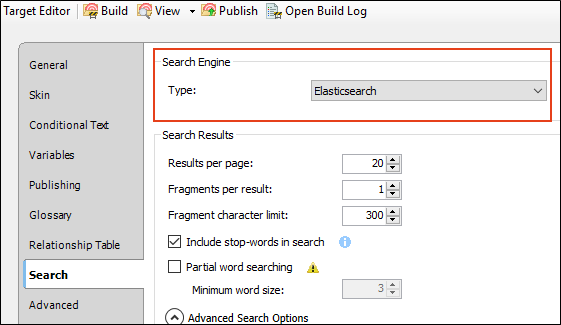 Target Editor Build View Publish Open Build Log
General
Skin
Conditional Text
Variables
Publishing
Glossary
Relationship Table
Search
Advanced
Search Engine
Type: Elasticsearch
Search Results
Results per page: 20
Fragments per result: 1
Fragment character limit: 300
Include stop-words in search
Partial word searching
Minimum word size: 3
Advanced Search Options